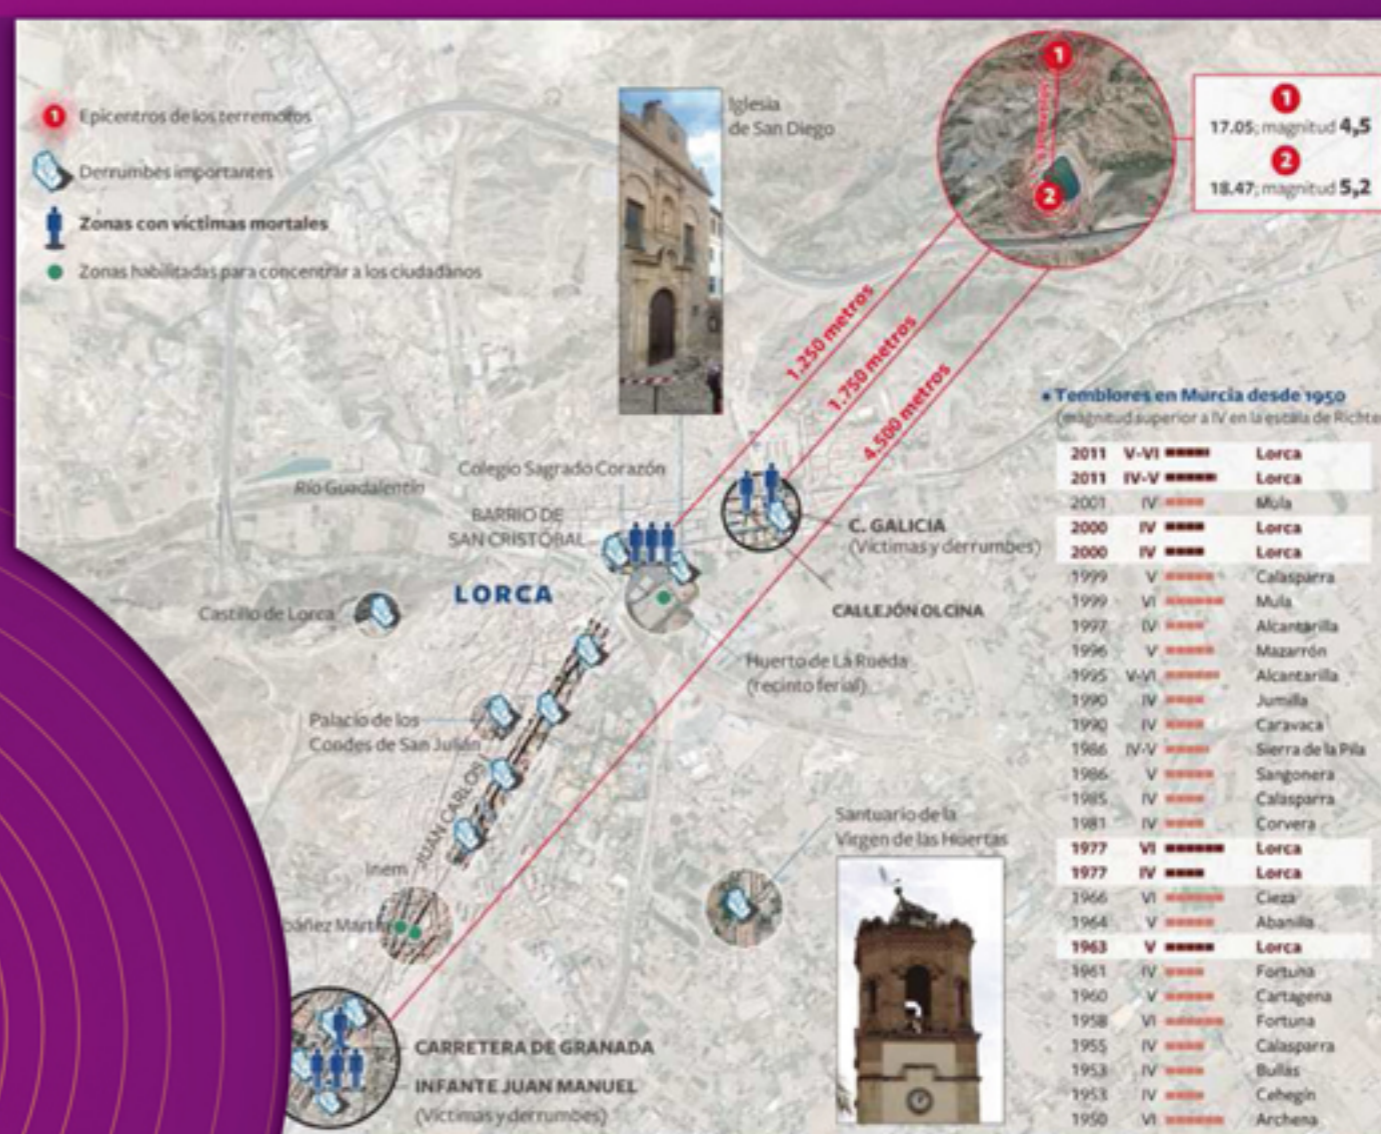 1 Epicentros de los terremotos
Derrumbes importantes
Zonas con víctimas mortales
Zonas habilitadas para concentrar a los ciudadanos
Iglesia
de San Diego
1
2
1
17.05; magnitud 4,5
2
18.47; magnitud 5,2
1.250 metros
1.750 metros
4.500 metros
Colegio Sagrado Corazón
Río Guadalentín
BARRIO DE
SAN CRISTÓBAL
C. GALICIA
(Víctimas y derrumbes)
LORCA
CALLEJÓN OLCINA
Castillo de Lorca
Huerto de La Rueda
(recinto ferial)
Palacio de los
Condes de San Julián
JUAN CARLOS
Santuario de la
Virgen de las Huertas
Inem
CARRETERA DE GRANADA
INFANTE JUAN MANUEL
(Víctimas y derrumbes)
Temblores en Murcia desde 1950
(magnitud superior a IV en la escala de Richte
2011 V-VI Lorca
2011 IV-V Lorca
2001 IV Mula
2000 IV Lorca
2000 IV Lorca
1999 V Calasparra
1999 VI Mula
1997 IV Alcantarilla
1996 V Mazarrón
1995 V-VI Alcantarilla
1990 IV Jumilla
1990 IV Caravaca
1986 IV-V Sierra de la Pila
1986 V Sangonera
1985 IV Calasparra
1981 IV Corvera
1977 VI Lorca
1977 IV Lorca
1966 VI Cieza
1964 V Abanilla
1963 V Lorca
1961 IV Fortuna
1960 V Cartagena
1958 VI Fortuna
1955 IV Calasparra
1953 IV Bullas
1953 IV Cehegín
1950 VI Archena